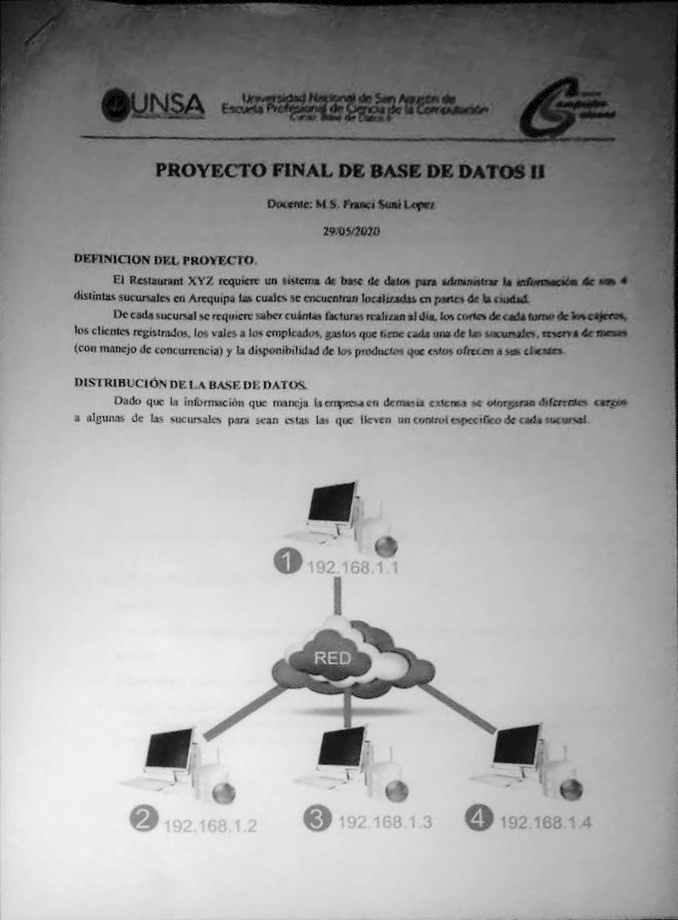 UNSA
Universidad Nacional de San Agustín de
Escuela Profesional de Ciencia de la Computación
Curso: Base de Datos II
PROYECTO FINAL DE BASE DE DATOS II
Docente: M.S. Franci Suni Lopez
29/05/2020
DEFINICION DEL PROYECTO.
El Restaurant XYZ requiere un sistema de base de datos para administrar la información de sus 4
distintas sucursales en Arequipa las cuales se encuentran localizadas en partes de la ciudad.
De cada sucursal se requiere saber cuántas facturas realizan al día, los cortes de cada turno de los cajeros,
los clientes registrados, los vales a los empleados, gastos que tiene cada una de las sucursales, reserva de mesas
(con manejo de concurrencia) y la disponibilidad de los productos que estos ofrecen a sus clientes.
DISTRIBUCIÓN DE LA BASE DE DATOS.
Dado que la información que maneja la empresa en demasía extensa se otorgaran diferentes cargos
a algunas de las sucursales para sean estas las que lleven un control especifico de cada sucursal.
1 192.168.1.1
RED
2 192.168.1.2
3 192.168.1.3
4 192.168.1.4